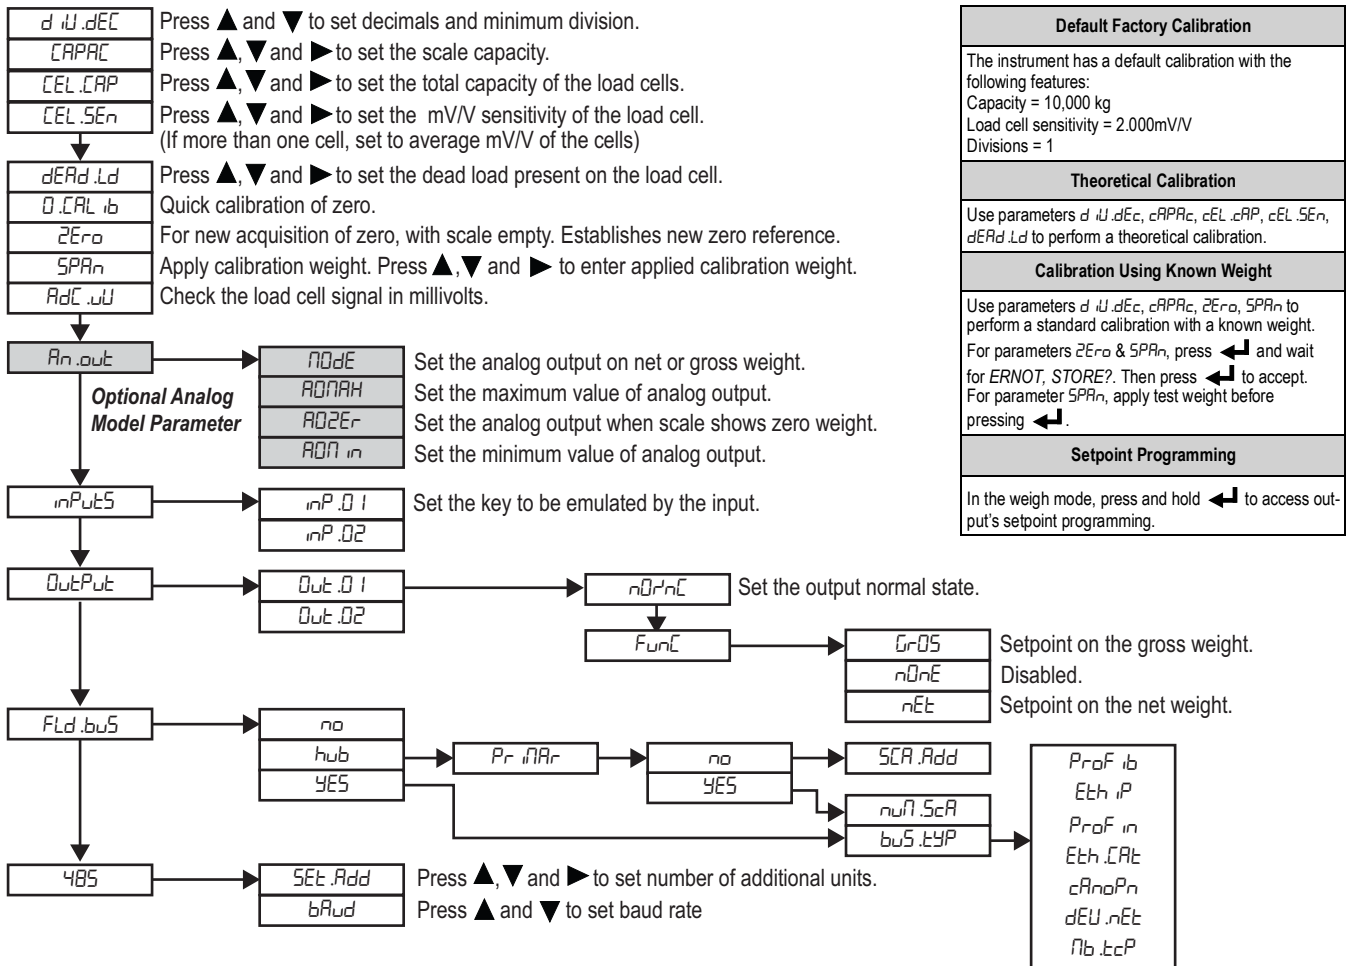 d iU.dEC
Press ▲ and ▼ to set decimals and minimum division.
CAPAC
Press ▲,▼ and ▶ to set the scale capacity.
CEL.CAP
Press ▲,▼ and ▶ to set the total capacity of the load cells.
CEL.SEn
Press ▲,▼ and ▶ to set the mV/V sensitivity of the load cell.
(If more than one cell, set to average mV/V of the cells)
dEAd.Ld
Press ▲,▼ and ▶ to set the dead load present on the load cell.
0.CAL ib
Quick calibration of zero.
2Ero
For new acquisition of zero, with scale empty. Establishes new zero reference.
SPAn
Apply calibration weight. Press ▲,▼ and ▶ to enter applied calibration weight.
AdC.uU
Check the load cell signal in millivolts.
An.out
Optional Analog
Model Parameter
NOdE
Set the analog output on net or gross weight.
AONAH
Set the maximum value of analog output.
AO2Er
Set the analog output when scale shows zero weight.
AON in
Set the minimum value of analog output.
inPutS
inP.01
Set the key to be emulated by the input.
inP.02
OutPut
Out.01
nO/nC
Set the output normal state.
Out.02
FunC
GrOS
Setpoint on the gross weight.
nOnE
Disabled.
nEt
Setpoint on the net weight.
FLd.buS
no
hub
Pr iNAr
no
SCA.Add
YES
YES
nuN.ScA
buS.tYP
ProF ib
Eth iP
ProF in
Eth.CAt
cAnoPn
dEU.nEt
Nb.tcP
485
SEt.Add
Press ▲,▼ and ▶ to set number of additional units.
bAud
Press ▲ and ▼ to set baud rate
Default Factory Calibration
The instrument has a default calibration with the
following features:
Capacity = 10,000 kg
Load cell sensitivity = 2.000mV/V
Divisions = 1
Theoretical Calibration
Use parameters d iU.dEc, cAPAc, cEL.cAP, cEL.SEn,
dEAd.Ld to perform a theoretical calibration.
Calibration Using Known Weight
Use parameters d iU.dEc, cAPAc, 2Ero, SPAn to
perform a standard calibration with a known weight.
For parameters 2Ero & SPAn, press ↵ and wait
for ERNOT, STORE?. Then press ↵ to accept.
For parameter SPAn, apply test weight before
pressing ↵.
Setpoint Programming
In the weigh mode, press and hold ↵ to access out-
put's setpoint programming.